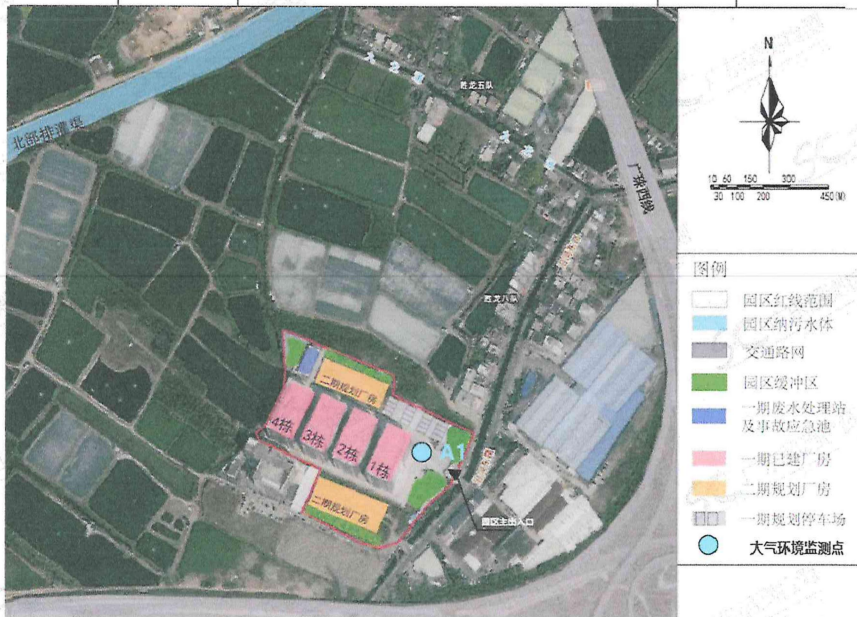 N
10 60 150 300
30 100 200 450(M)
北部排灌渠
胜龙五队
广珠西线
胜龙八队
二期规划厂房
4栋
3栋
2栋
1栋
A1
二期规划厂房
园区主出入口
图例
园区红线范围
园区纳污水体
交通路网
园区缓冲区
一期废水处理站
及事故应急池
一期已建厂房
二期规划厂房
一期规划停车场
大气环境监测点